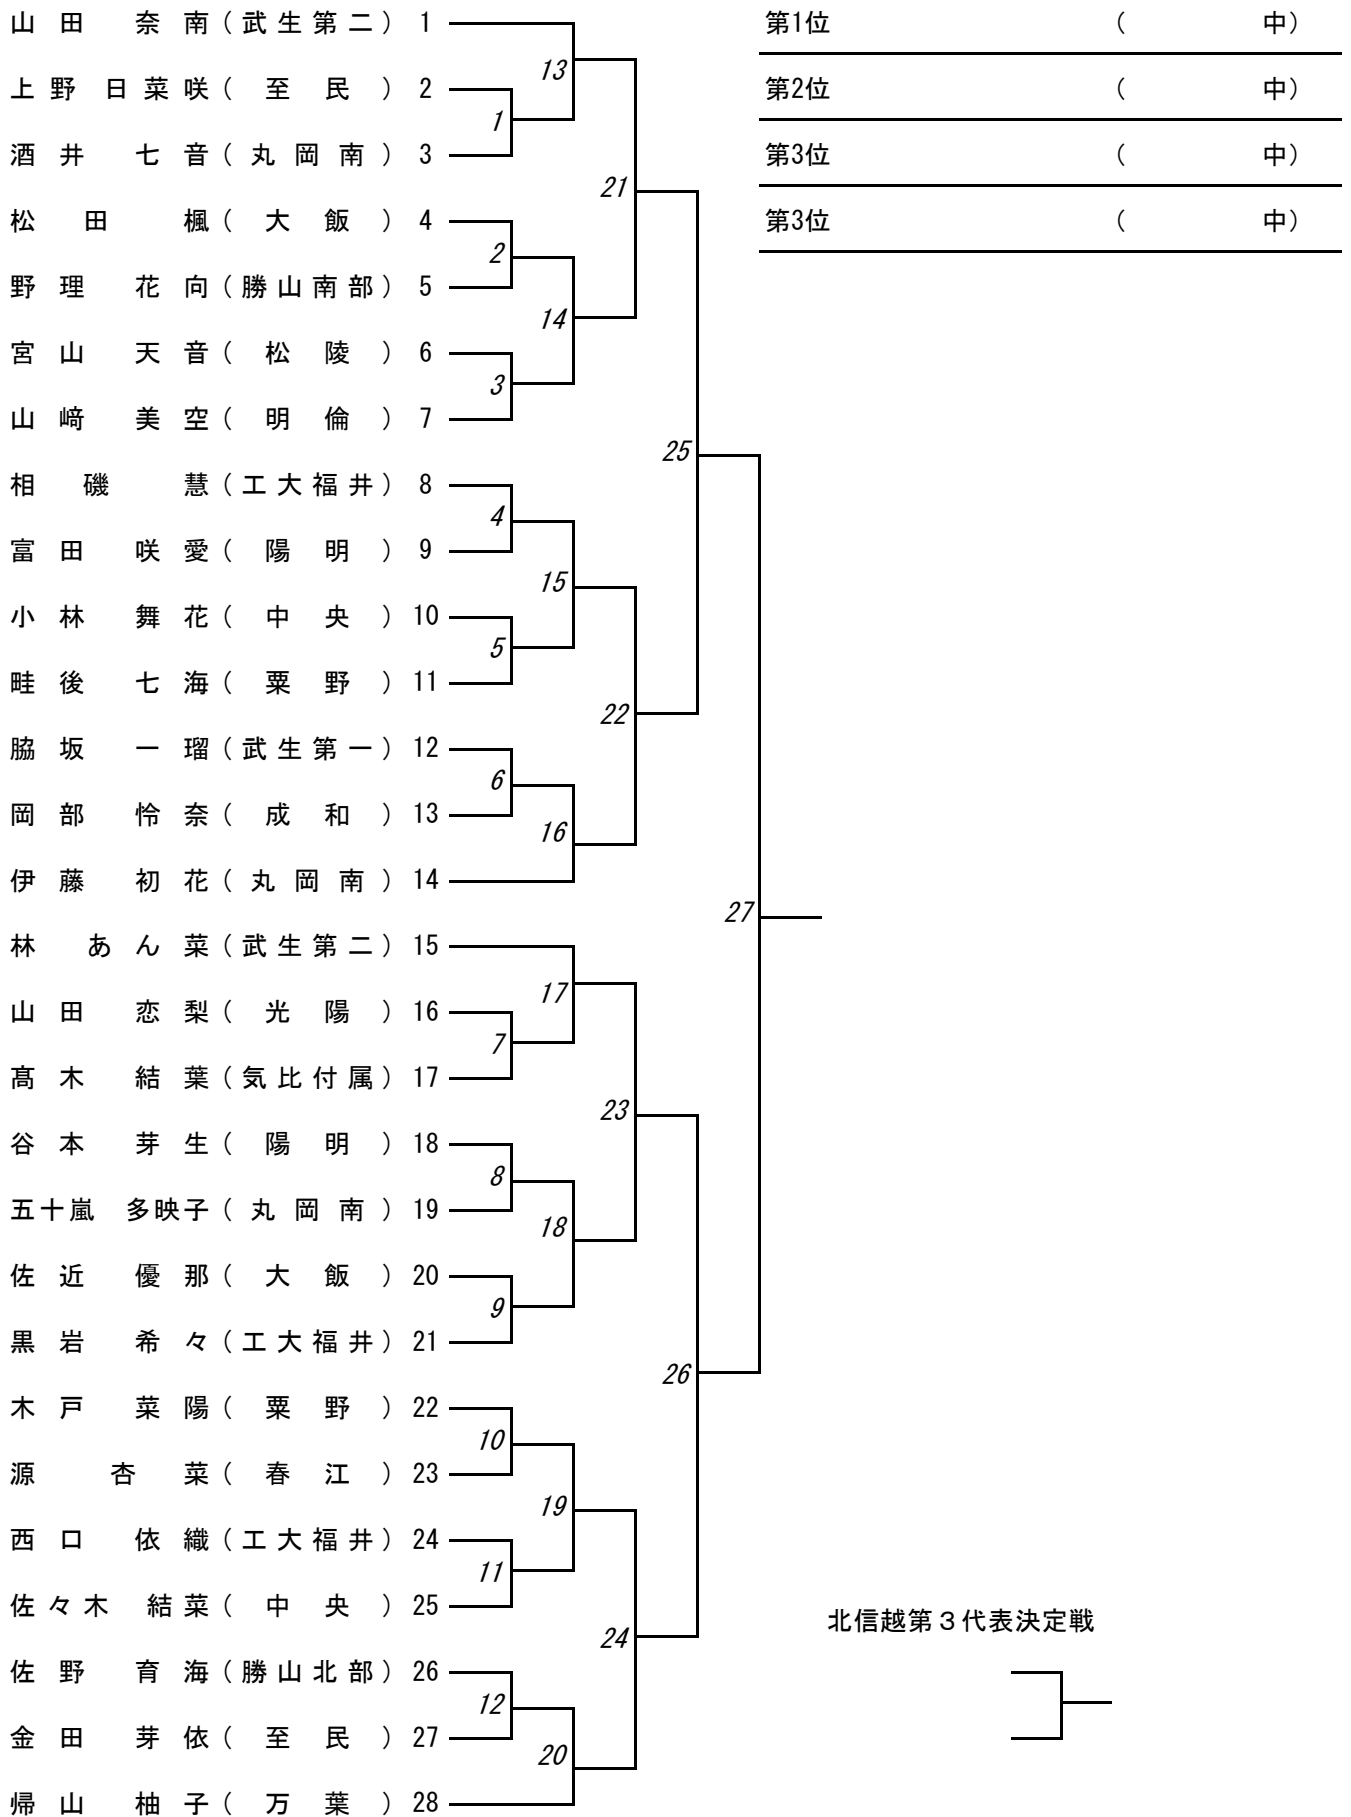 山田 奈南(武生第二) 1
上野 日菜咲(至民) 2
酒井 七音(丸岡南) 3
松田 楓(大飯) 4
野理 花向(勝山南部) 5
宮山 天音(松陵) 6
山﨑 美空(明倫) 7
相磯 慧(工大福井) 8
富田 咲愛(陽明) 9
小林 舞花(中央) 10
畦後 七海(粟野) 11
脇坂 一瑠(武生第一) 12
岡部 怜奈(成和) 13
伊藤 初花(丸岡南) 14
林 あん菜(武生第二) 15
山田 恋梨(光陽) 16
髙木 結葉(気比付属) 17
谷本 芽生(陽明) 18
五十嵐 多映子(丸岡南) 19
佐近 優那(大飯) 20
黒岩 希々(工大福井) 21
木戸 菜陽(粟野) 22
源 杏菜(春江) 23
西口 依織(工大福井) 24
佐々木 結菜(中央) 25
佐野 育海(勝山北部) 26
金田 芽依(至民) 27
帰山 柚子(万葉) 28
1
2
3
4
5
6
7
8
9
10
11
12
13
14
15
16
17
18
19
20
21
22
23
24
25
26
27
第1位 ( 中)
第2位 ( 中)
第3位 ( 中)
第3位 ( 中)
北信越第３代表決定戦